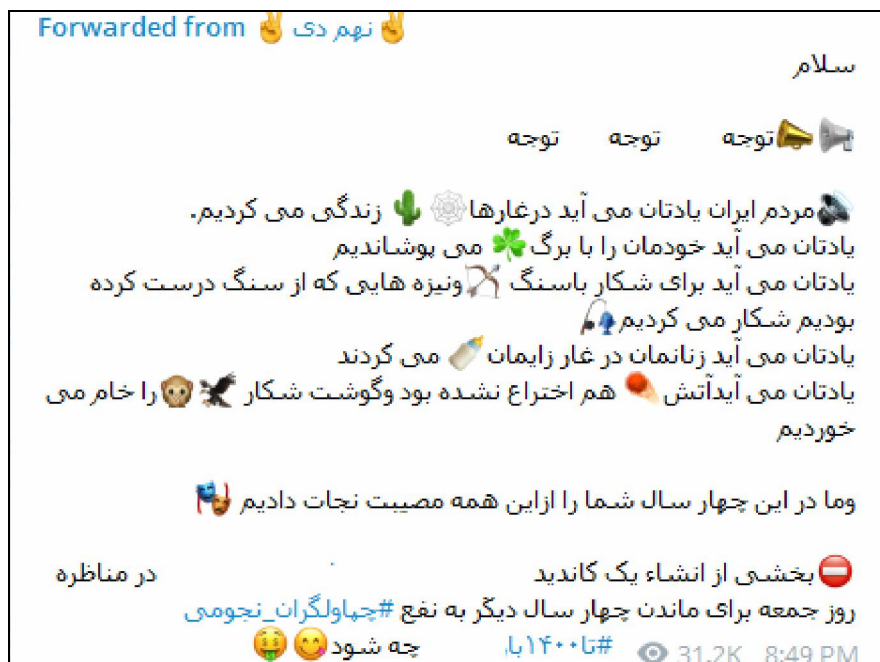 Forwarded from ✌️ نهم دی ✌️
سلام
📢📣توجه توجه توجه
🔊مردم ایران یادتان می آید درغارها🕸🌵 زندگی می کردیم.
یادتان می آید خودمان را با برگ☘️ می پوشاندیم
یادتان می آید برای شکار باسنگ 🏹ونیزه هایی که از سنگ درست کرده
بودیم شکار می کردیم🎣
یادتان می آید زنانمان در غار زایمان🍼 می کردند
یادتان می آیدآتش☄️ هم اختراع نشده بود وگوشت شکار 🦅🐵را خام می
خوردیم
وما در این چهار سال شما را ازاین همه مصیبت نجات دادیم 🎭
⛔️بخشی از انشاء یک کاندید در مناظره
روز جمعه برای ماندن چهار سال دیگر به نفع #چپاولگران_نجومی
#تا۱۴۰۰با چه شود😋🤑
31.2K 8:49 PM